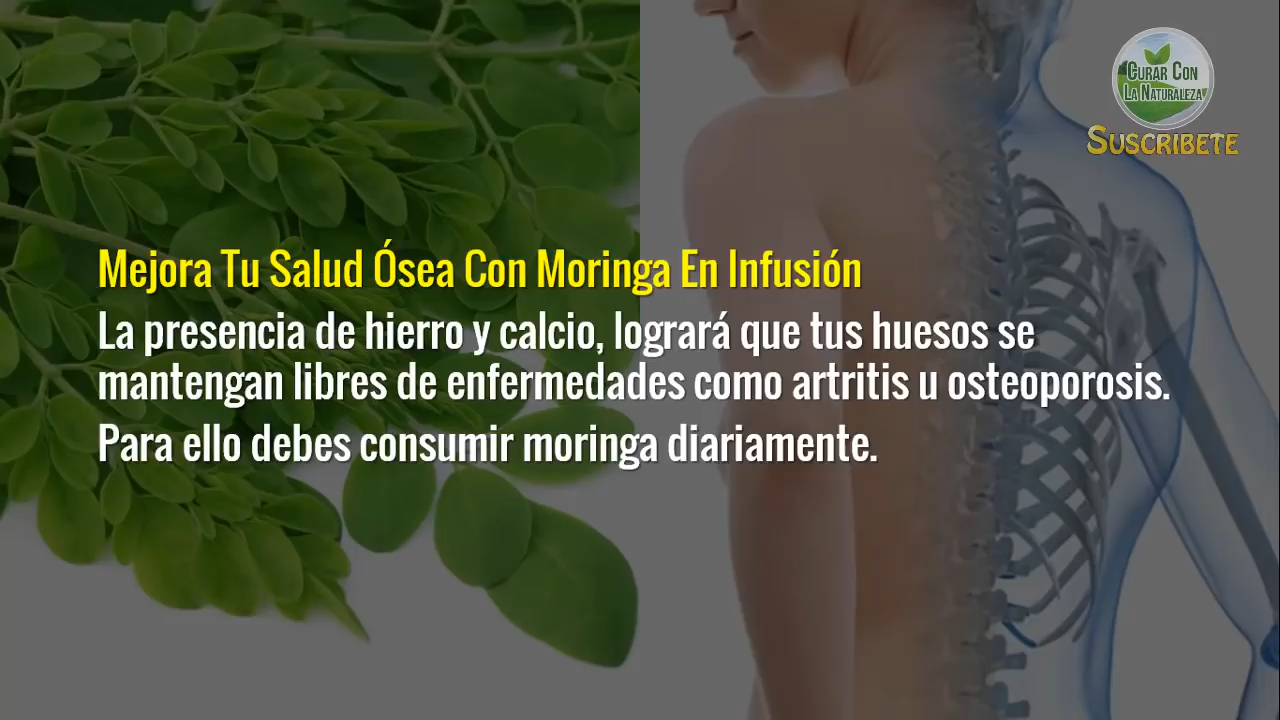 CURAR CON
LA NATURALEZA
SUSCRIBETE
Mejora Tu Salud Ósea Con Moringa En Infusión
La presencia de hierro y calcio, logrará que tus huesos se
mantengan libres de enfermedades como artritis u osteoporosis.
Para ello debes consumir moringa diariamente.